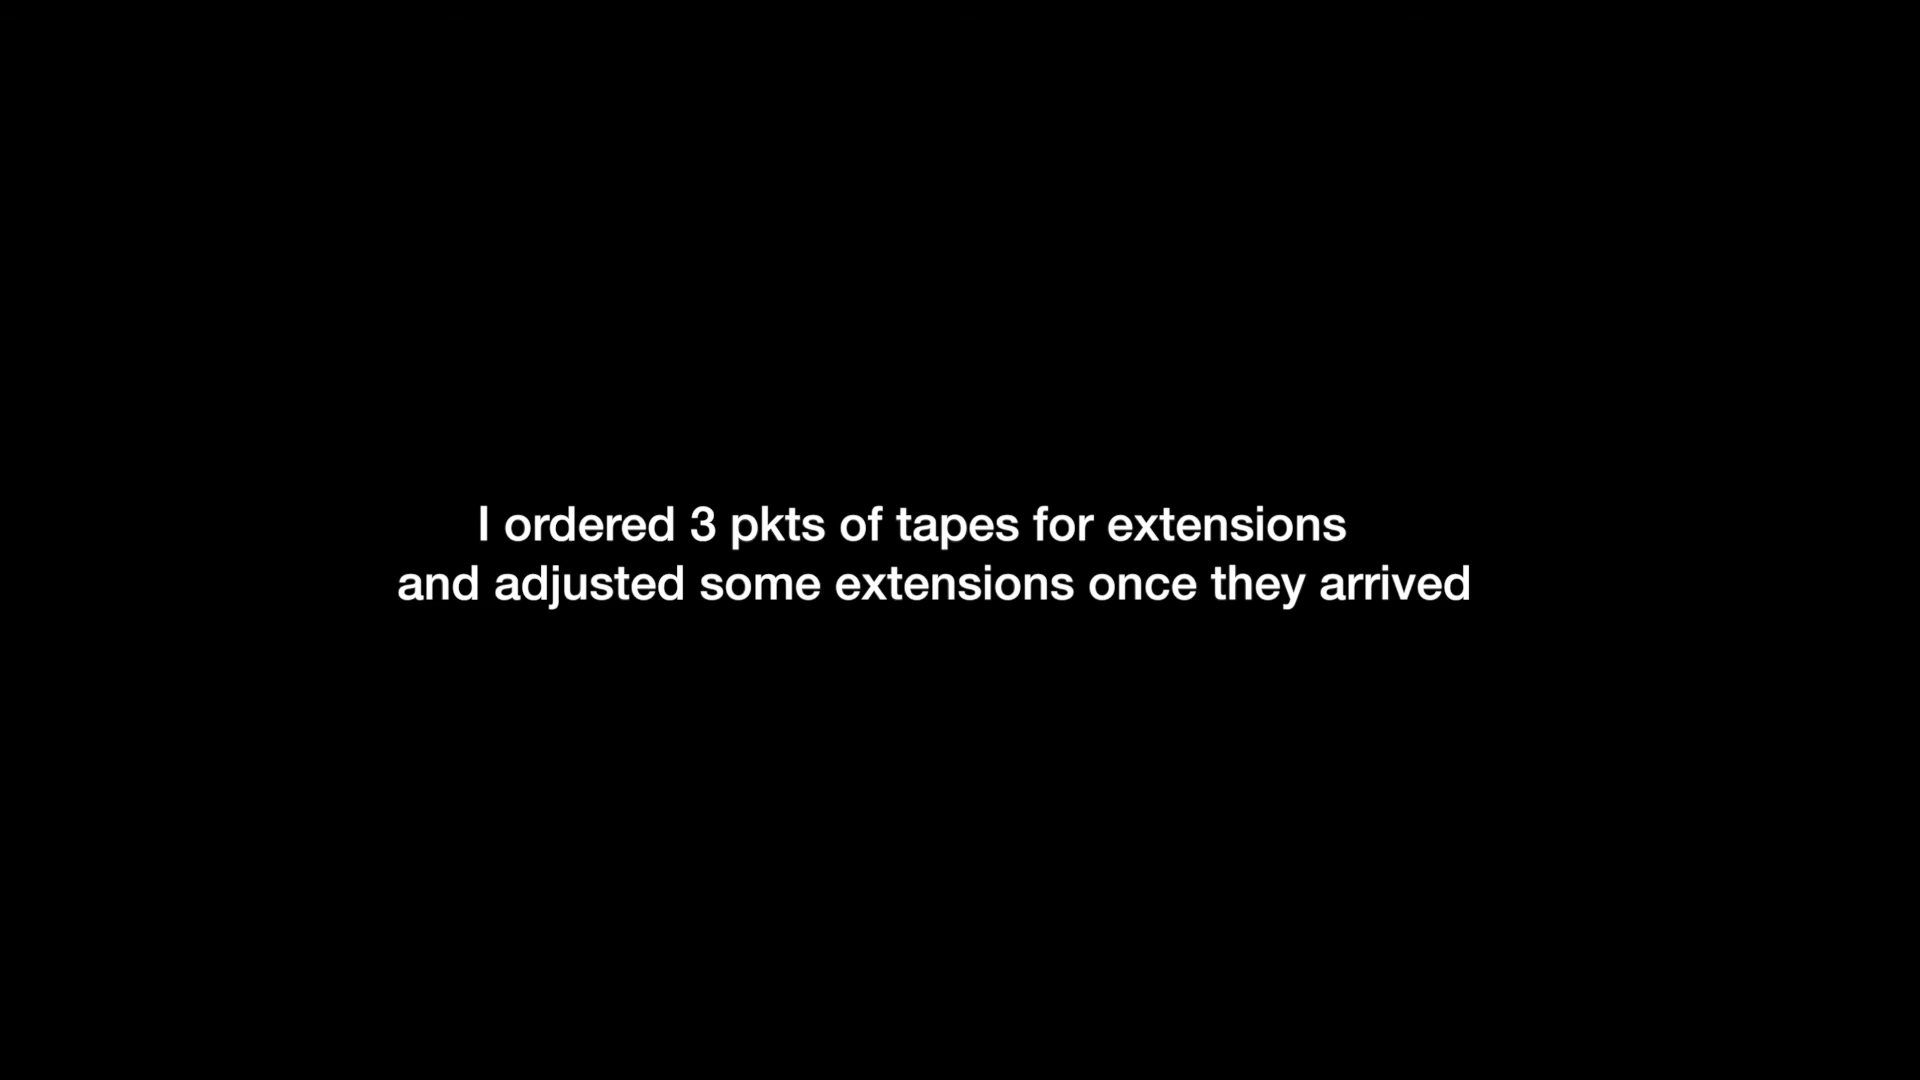 I ordered 3 pkts of tapes for extensions
and adjusted some extensions once they arrived